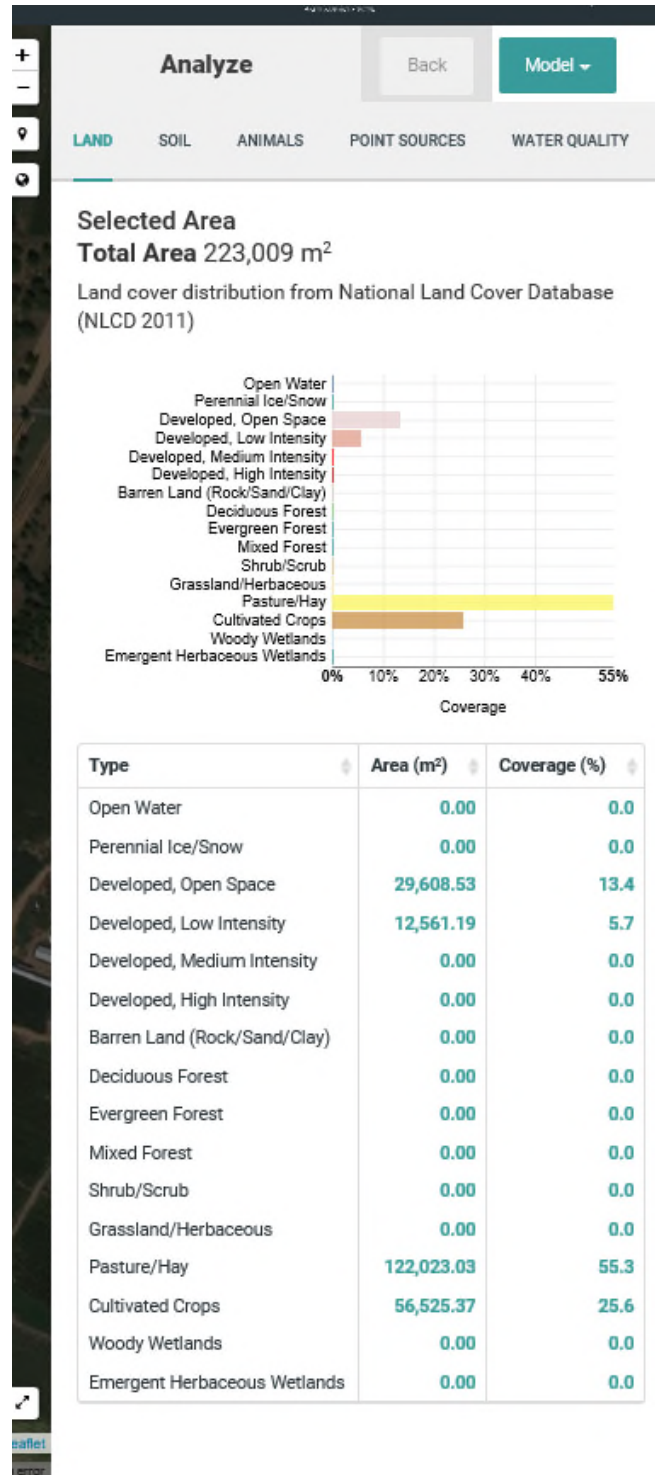 +
Analyze
Back
Model
−
LAND SOIL ANIMALS POINT SOURCES WATER QUALITY
Selected Area
Total Area 223,009 m²
Land cover distribution from National Land Cover Database
(NLCD 2011)
Open Water
Perennial Ice/Snow
Developed, Open Space
Developed, Low Intensity
Developed, Medium Intensity
Developed, High Intensity
Barren Land (Rock/Sand/Clay)
Deciduous Forest
Evergreen Forest
Mixed Forest
Shrub/Scrub
Grassland/Herbaceous
Pasture/Hay
Cultivated Crops
Woody Wetlands
Emergent Herbaceous Wetlands
0% 10% 20% 30% 40% 55%
Coverage
Type Area (m²) Coverage (%)
Open Water 0.00 0.0
Perennial Ice/Snow 0.00 0.0
Developed, Open Space 29,608.53 13.4
Developed, Low Intensity 12,561.19 5.7
Developed, Medium Intensity 0.00 0.0
Developed, High Intensity 0.00 0.0
Barren Land (Rock/Sand/Clay) 0.00 0.0
Deciduous Forest 0.00 0.0
Evergreen Forest 0.00 0.0
Mixed Forest 0.00 0.0
Shrub/Scrub 0.00 0.0
Grassland/Herbaceous 0.00 0.0
Pasture/Hay 122,023.03 55.3
Cultivated Crops 56,525.37 25.6
Woody Wetlands 0.00 0.0
Emergent Herbaceous Wetlands 0.00 0.0
eaflet
error